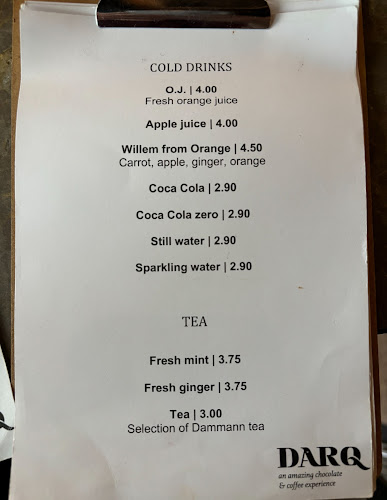 COLD DRINKS
O.J. | 4.00
Fresh orange juice
Apple juice | 4.00
Willem from Orange | 4.50
Carrot, apple, ginger, orange
Coca Cola | 2.90
Coca Cola zero | 2.90
Still water | 2.90
Sparkling water | 2.90
TEA
Fresh mint | 3.75
Fresh ginger | 3.75
Tea | 3.00
Selection of Dammann tea
DARQ
an amazing chocolate
& coffee experience